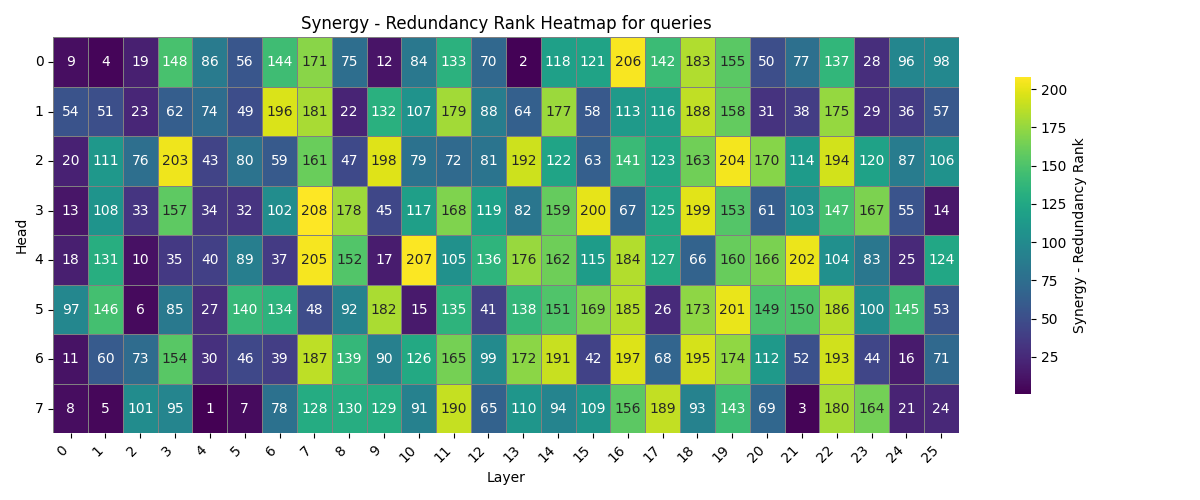 Synergy - Redundancy Rank Heatmap for queries
0 9 4 19 148 86 56 144 171 75 12 84 133 70 2 118 121 206 142 183 155 50 77 137 28 96 98
1 54 51 23 62 74 49 196 181 22 132 107 179 88 64 177 58 113 116 188 158 31 38 175 29 36 57
2 20 111 76 203 43 80 59 161 47 198 79 72 81 192 122 63 141 123 163 204 170 114 194 120 87 106
3 13 108 33 157 34 32 102 208 178 45 117 168 119 82 159 200 67 125 199 153 61 103 147 167 55 14
4 18 131 10 35 40 89 37 205 152 17 207 105 136 176 162 115 184 127 66 160 166 202 104 83 25 124
5 97 146 6 85 27 140 134 48 92 182 15 135 41 138 151 169 185 26 173 201 149 150 186 100 145 53
6 11 60 73 154 30 46 39 187 139 90 126 165 99 172 191 42 197 68 195 174 112 52 193 44 16 71
7 8 5 101 95 1 7 78 128 130 129 91 190 65 110 94 109 156 189 93 143 69 3 180 164 21 24
0 1 2 3 4 5 6 7 8 9 10 11 12 13 14 15 16 17 18 19 20 21 22 23 24 25
Layer
Head
200
175
150
125
100
75
50
25
Synergy - Redundancy Rank